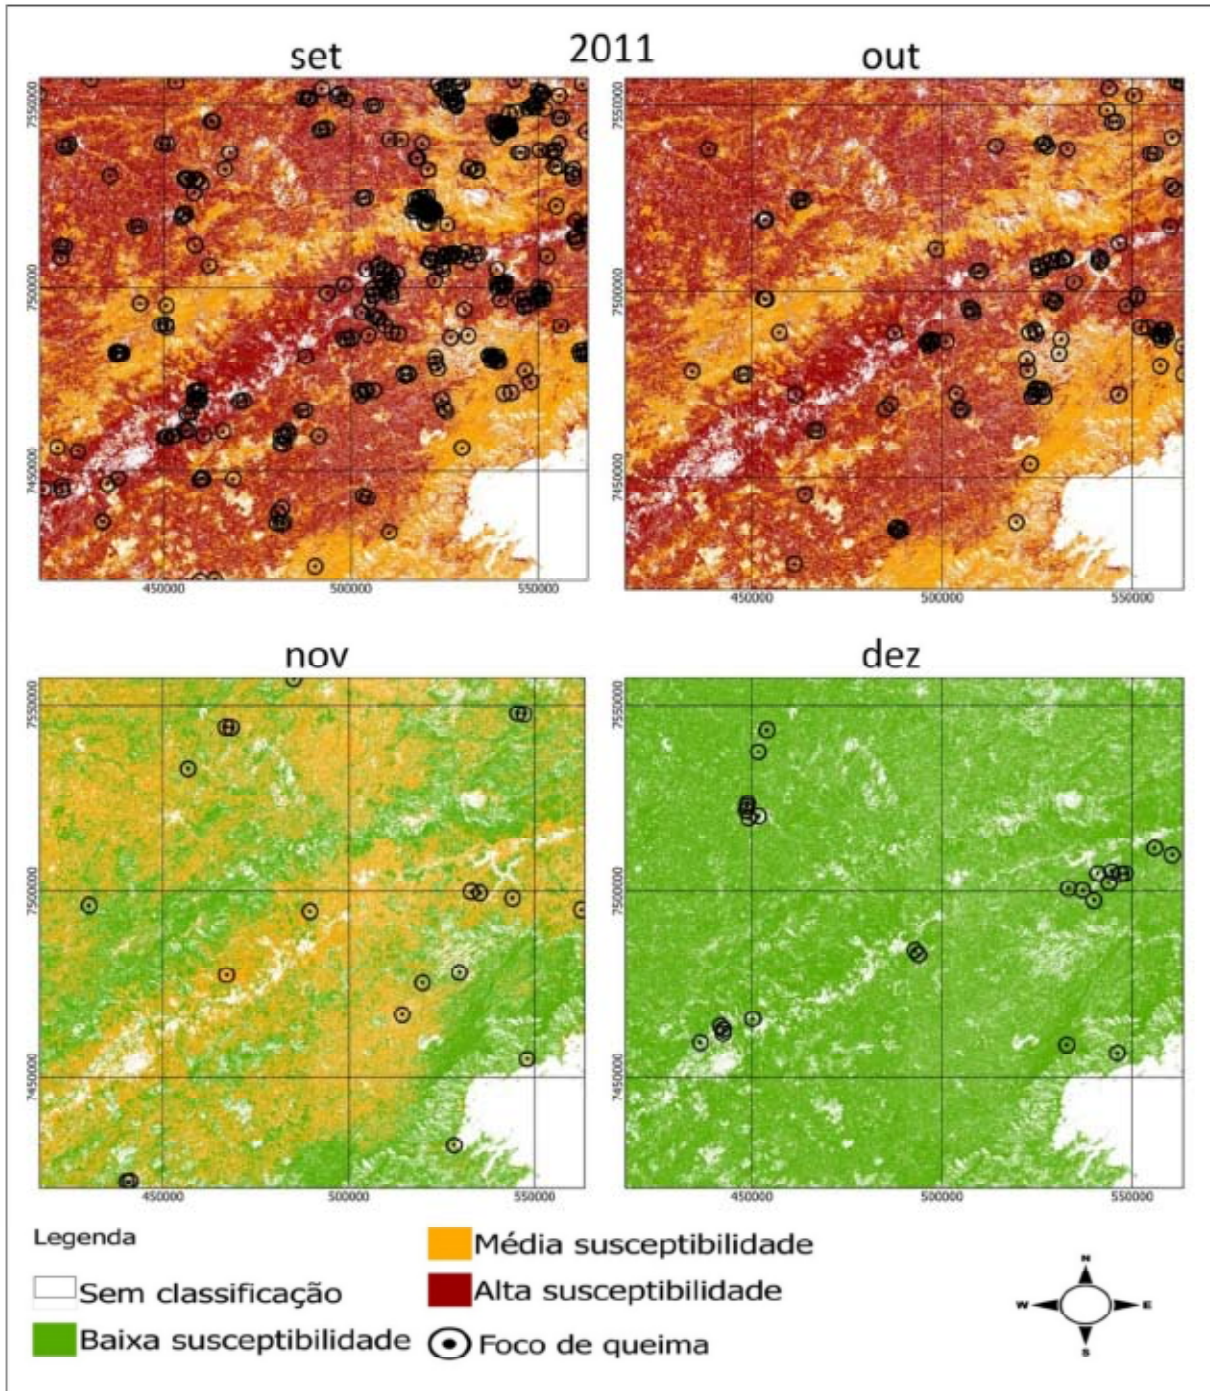 2011
set
out
7550000
7500000
7450000
450000
500000
550000
7550000
7500000
7450000
450000
500000
550000
nov
dez
7550000
7500000
7450000
450000
500000
550000
7550000
7500000
7450000
450000
500000
550000
Legenda
Sem classificação
Baixa susceptibilidade
Média susceptibilidade
Alta susceptibilidade
Foco de queima
N
W
E
S